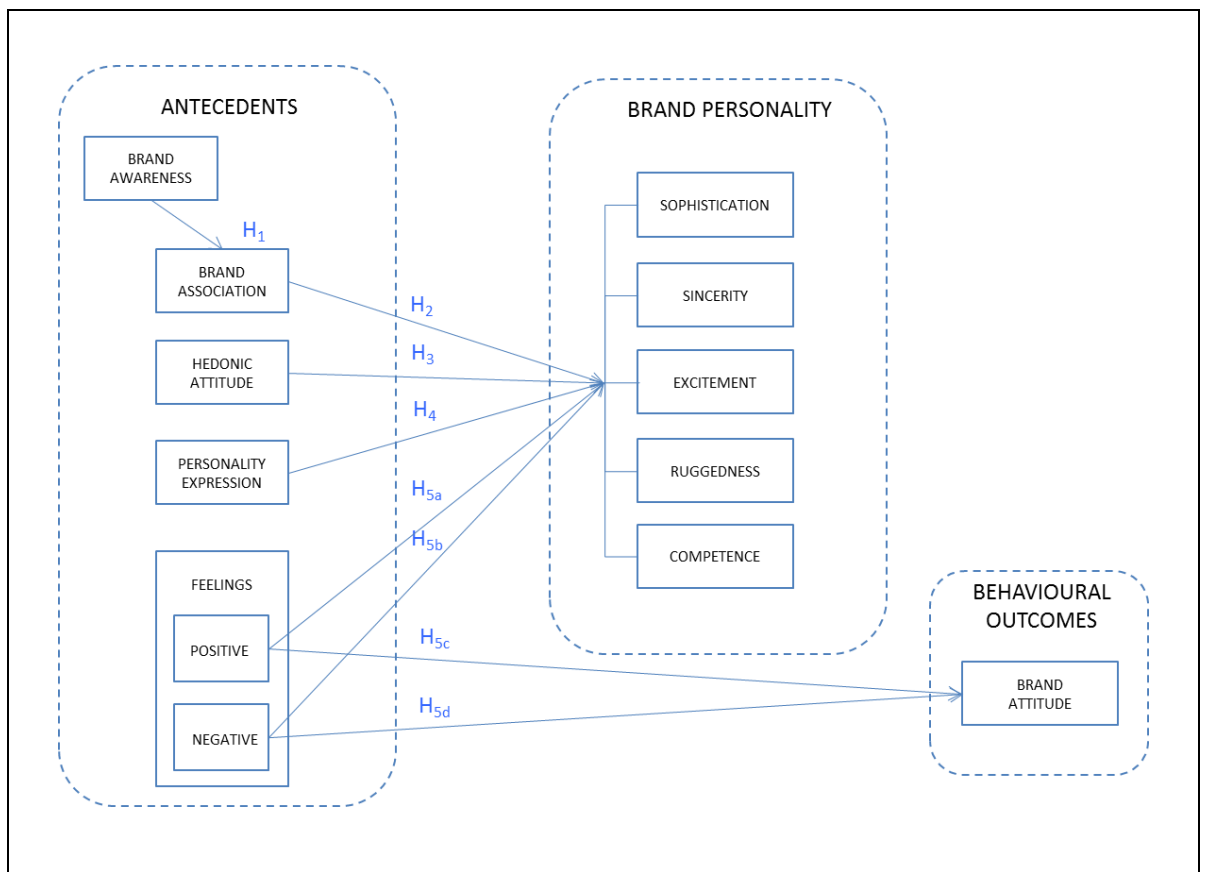 ANTECEDENTS
BRAND
AWARENESS
H1
BRAND
ASSOCIATION
HEDONIC
ATTITUDE
PERSONALITY
EXPRESSION
FEELINGS
POSITIVE
NEGATIVE
H2
H3
H4
H5a
H5b
H5c
H5d
BRAND PERSONALITY
SOPHISTICATION
SINCERITY
EXCITEMENT
RUGGEDNESS
COMPETENCE
BEHAVIOURAL
OUTCOMES
BRAND
ATTITUDE